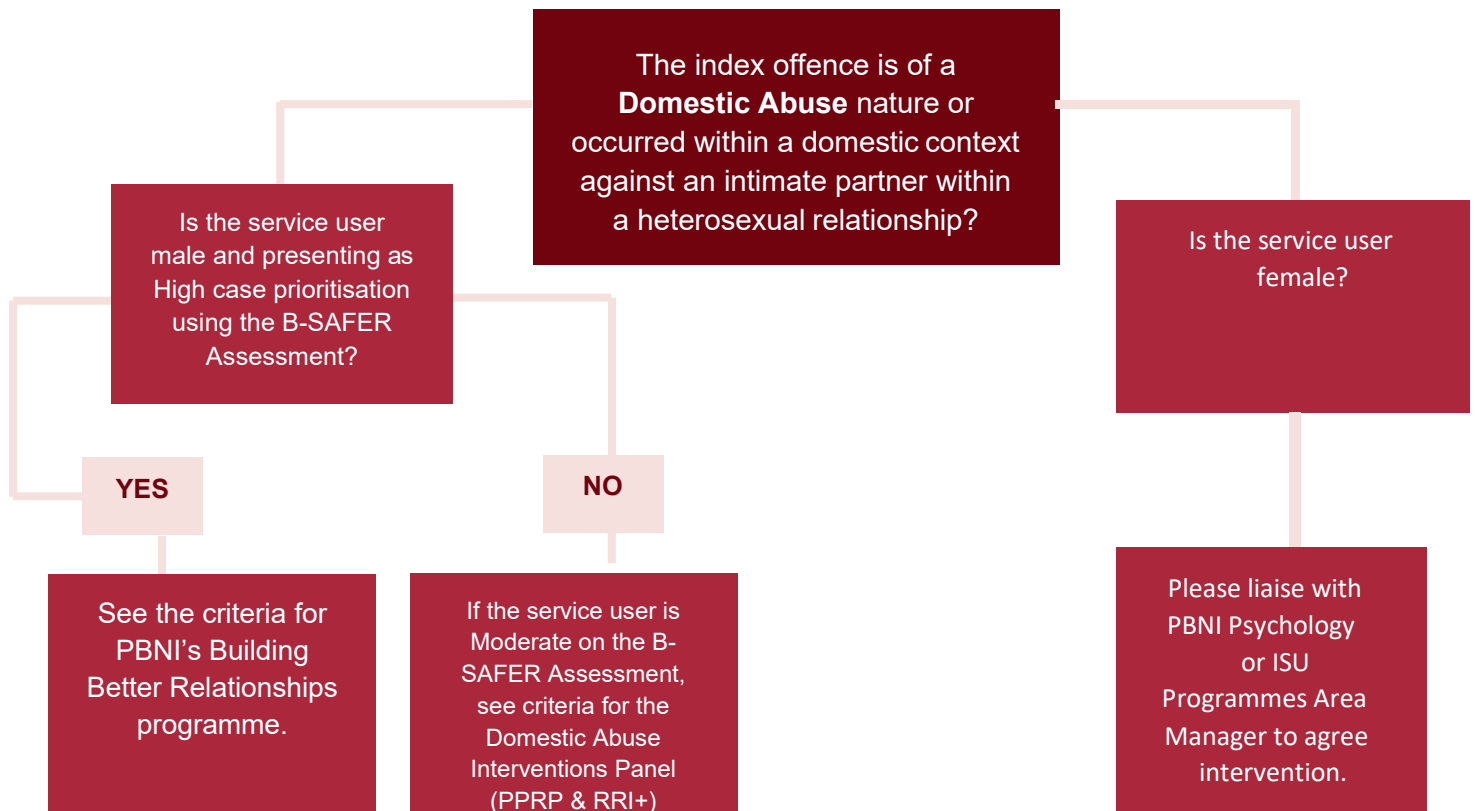 The index offence is of a
Domestic Abuse nature or
occurred within a domestic context
against an intimate partner within
a heterosexual relationship?
Is the service user
male and presenting as
High case prioritisation
using the B-SAFER
Assessment?
Is the service user
female?
YES
NO
See the criteria for
PBNI’s Building
Better Relationships
programme.
If the service user is
Moderate on the B-
SAFER Assessment,
see criteria for the
Domestic Abuse
Interventions Panel
(PPRP & RRI+)
Please liaise with
PBNI Psychology
or ISU
Programmes Area
Manager to agree
intervention.